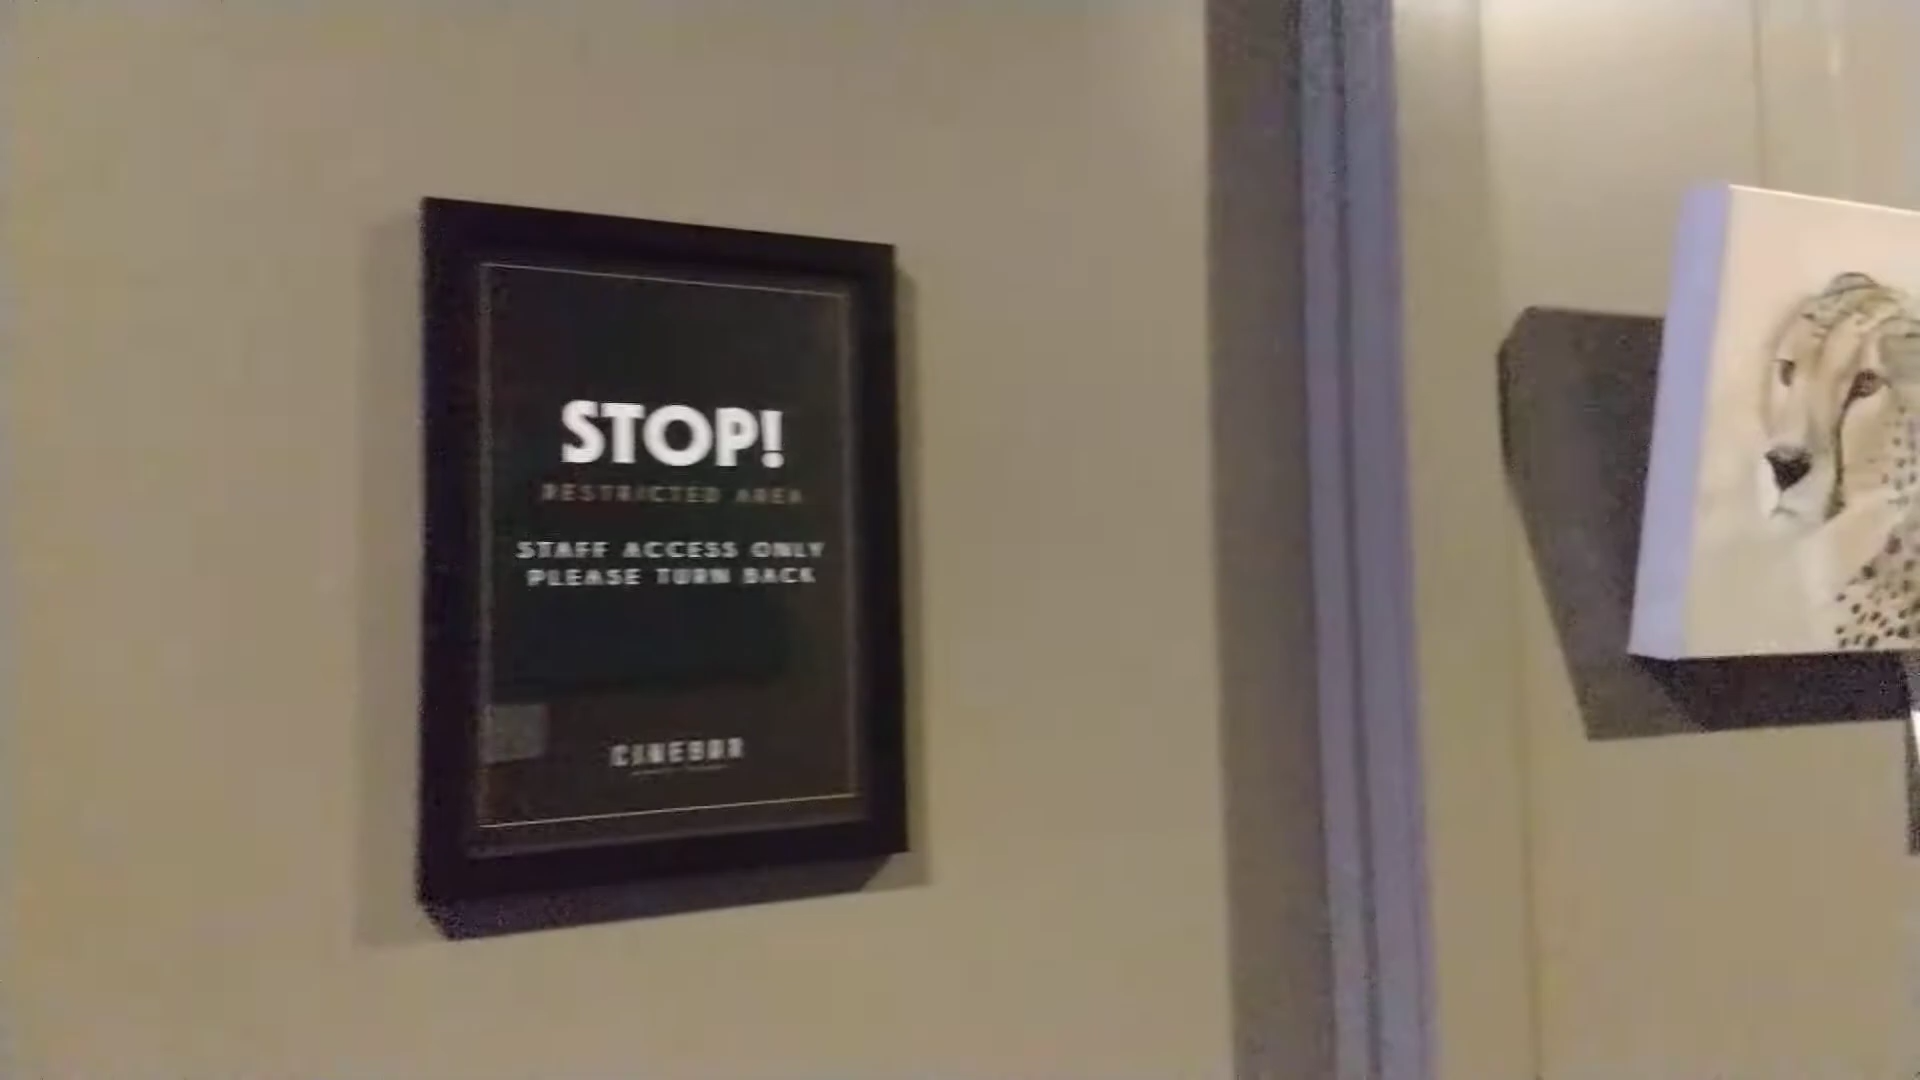 STOP!
RESTRICTED AREA
STAFF ACCESS ONLY
PLEASE TURN BACK
CINEBAR